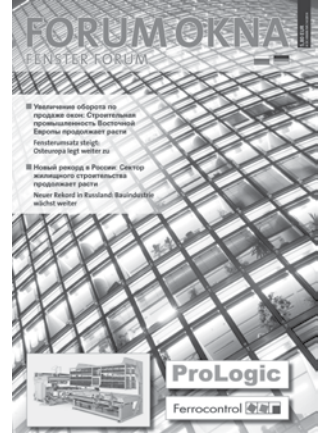 FORUM OKNA
FENSTER FORUM
Увеличение оборота по
продаже окон: Строительная
промышленность Восточной
Европы продолжает расти
Fensterumsatz steigt:
Osteuropa legt weiter zu
Новый рекорд в России: Сектор
жилищного строительства
продолжает расти
Neuer Rekord in Russland: Bauindustrie
wächst weiter
ProLogic
Ferrocontrol